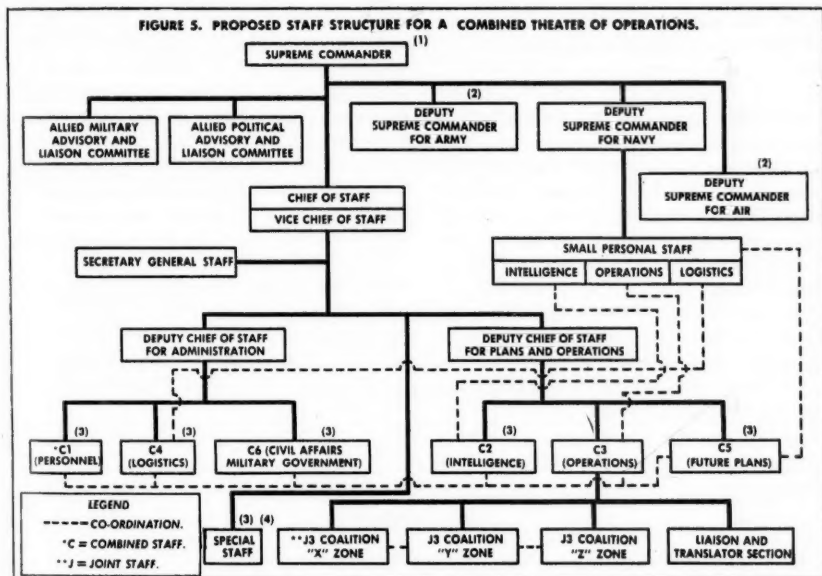 FIGURE 5. PROPOSED STAFF STRUCTURE FOR A COMBINED THEATER OF OPERATIONS.
(1)
SUPREME COMMANDER
ALLIED MILITARY
ADVISORY AND
LIAISON COMMITTEE
ALLIED POLITICAL
ADVISORY AND
LIAISON COMMITTEE
(2)
DEPUTY
SUPREME COMMANDER
FOR ARMY
DEPUTY
SUPREME COMMANDER
FOR NAVY
(2)
DEPUTY
SUPREME COMMANDER
FOR AIR
CHIEF OF STAFF
VICE CHIEF OF STAFF
SECRETARY GENERAL STAFF
SMALL PERSONAL STAFF
INTELLIGENCE
OPERATIONS
LOGISTICS
DEPUTY CHIEF OF STAFF
FOR ADMINISTRATION
DEPUTY CHIEF OF STAFF
FOR PLANS AND OPERATIONS
(3)
*C1
(PERSONNEL)
(3)
C4
(LOGISTICS)
(3)
C6 (CIVIL AFFAIRS
MILITARY GOVERNMENT)
(3)
C2
(INTELLIGENCE)
C3
(OPERATIONS)
(3)
C5
(FUTURE PLANS)
LEGEND
CO-ORDINATION.
*C = COMBINED STAFF.
**J = JOINT STAFF.
(3) (4)
SPECIAL
STAFF
**J3 COALITION
"X" ZONE
J3 COALITION
"Y" ZONE
J3 COALITION
"Z" ZONE
LIAISON AND
TRANSLATOR SECTION